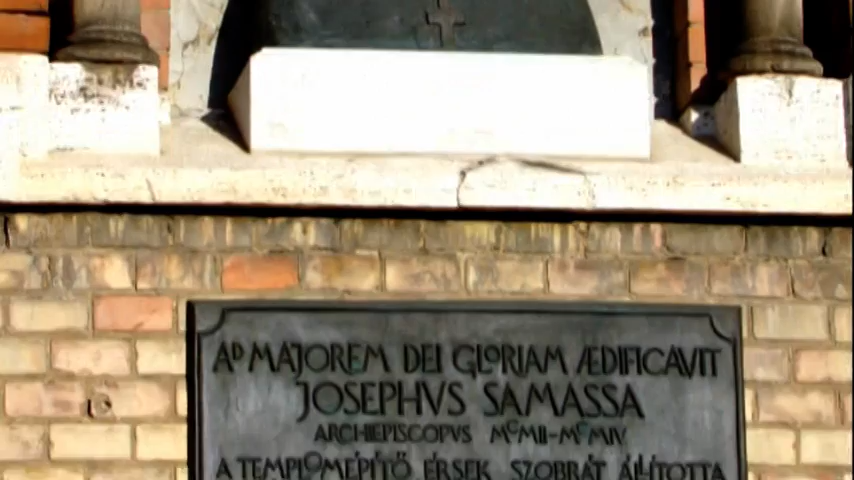 AD MAJOREM DEI GLORIAM ÆDIFICAVIT
JOSEPHVS SAMASSA
ARCHIEPISCOPVS MCMII-MCMIV
A TEMPLOMÉPÍTŐ ÉRSEK SZOBRÁT ÁLLÍTOTTA